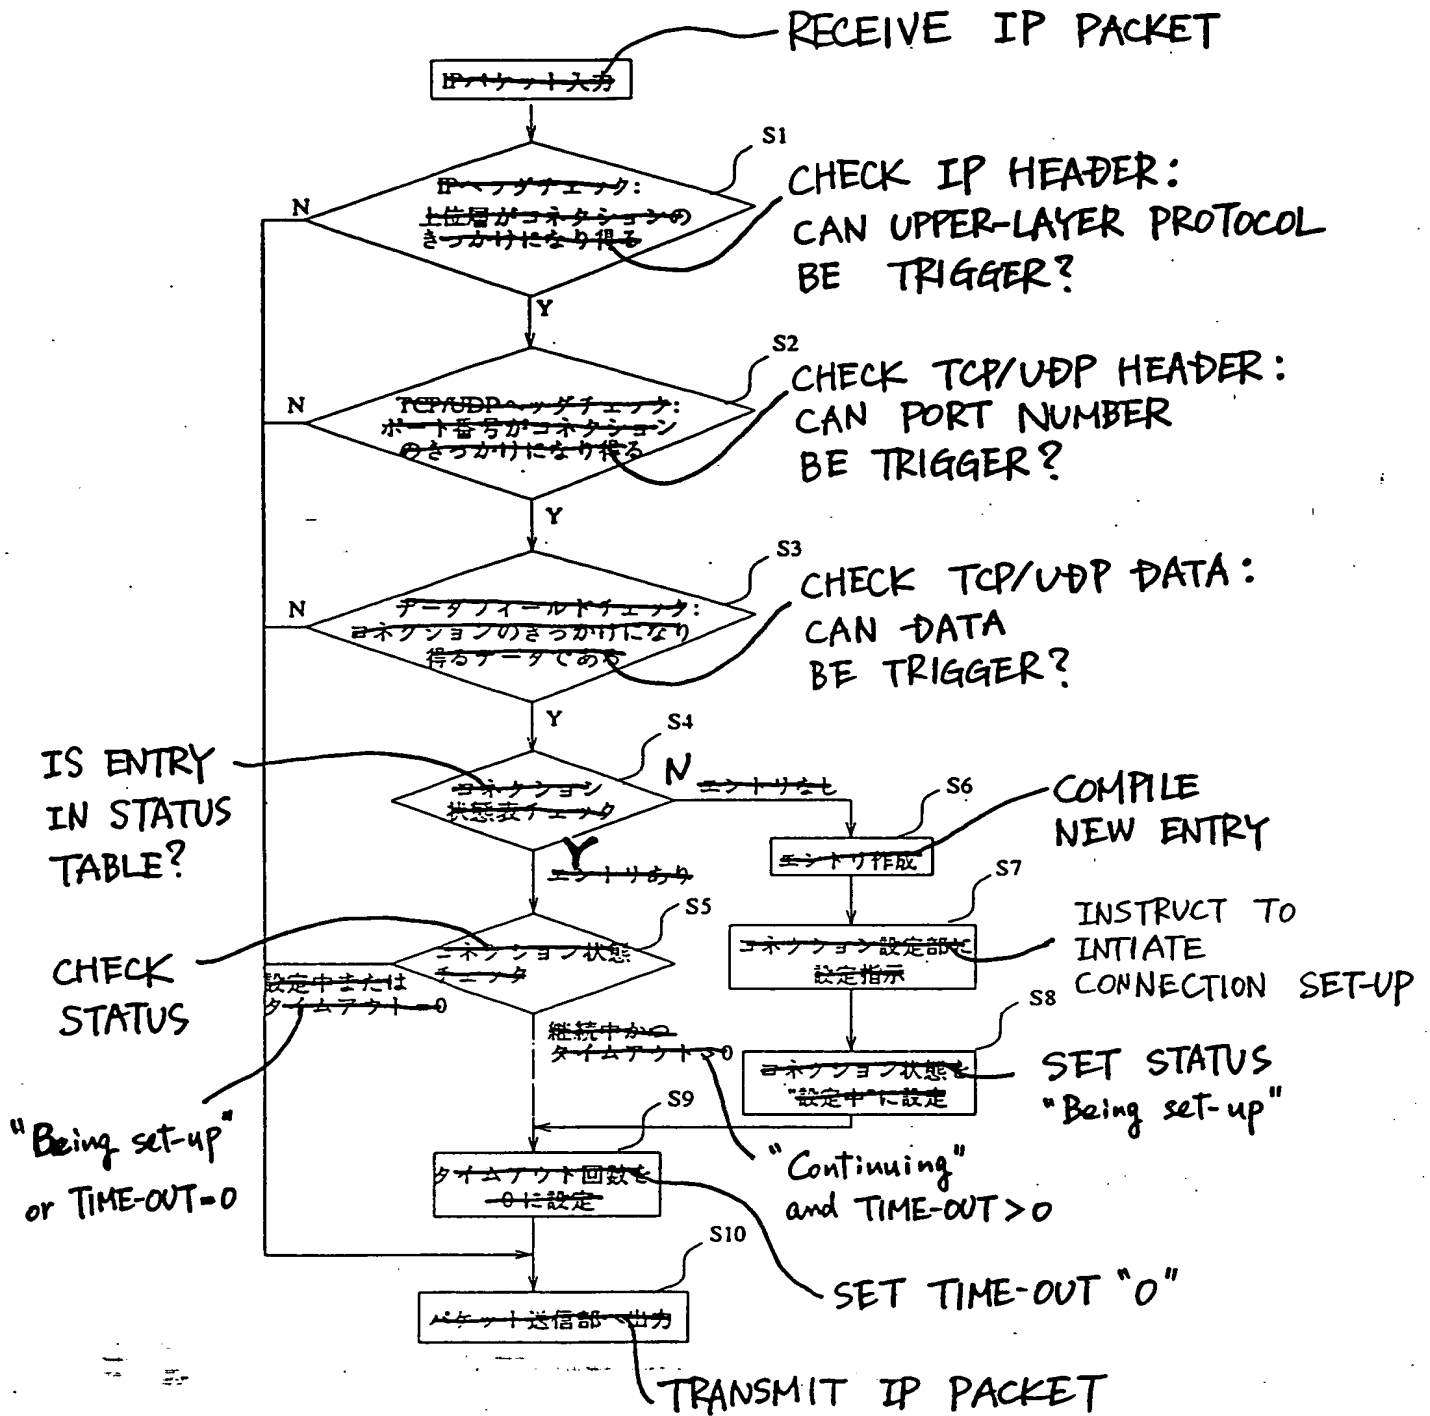 RECEIVE IP PACKET
IPパケット入力
S1
IPヘッダチェック:
上位層がコネクションの
きっかけになり得る
N
CHECK IP HEADER:
CAN UPPER-LAYER PROTOCOL
BE TRIGGER?
Y
S2
TCP/UDPヘッダチェック:
ポート番号がコネクション
のきっかけになり得る
N
CHECK TCP/UDP HEADER:
CAN PORT NUMBER
BE TRIGGER?
Y
S3
データフィールドチェック:
コネクションのきっかけになり
得るデータである
N
CHECK TCP/UDP DATA:
CAN DATA
BE TRIGGER?
Y
S4
IS ENTRY
IN STATUS
TABLE?
コネクション
状態表チェック
N
エントリなし
S6
COMPILE
NEW ENTRY
エントリ作成
Y
エントリあり
S7
INSTRUCT TO
INTIATE
CONNECTION SET-UP
コネクション設定部に
設定指示
S5
コネクション状態
チェック
CHECK
STATUS
設定中または
タイムアウト=0
継続中かつ
タイムアウト>0
S8
コネクション状態を
"設定中"に設定
SET STATUS
"Being set-up"
"Being set-up"
or TIME-OUT=0
S9
タイムアウト回数を
0に設定
"Continuing"
and TIME-OUT>0
S10
SET TIME-OUT "0"
パケット送信部へ出力
TRANSMIT IP PACKET